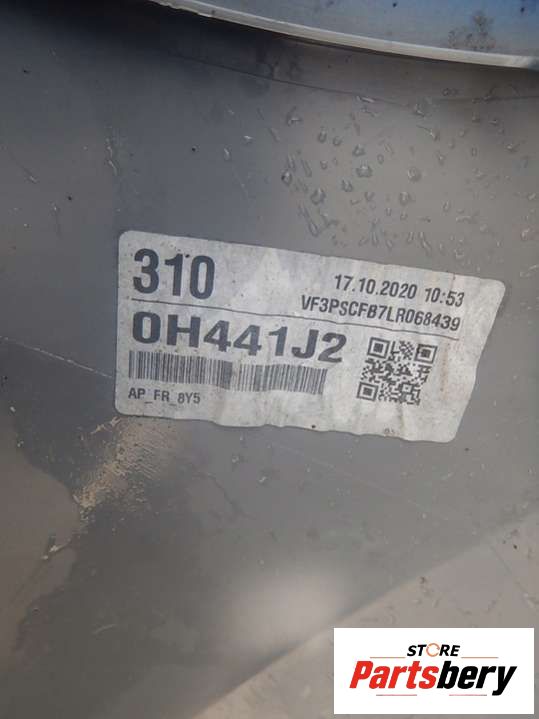 310
17.10.2020 10:53
VF3PSCFB7LR068439
0H441J2
AP_FR_8Y5
STORE
Partsbery